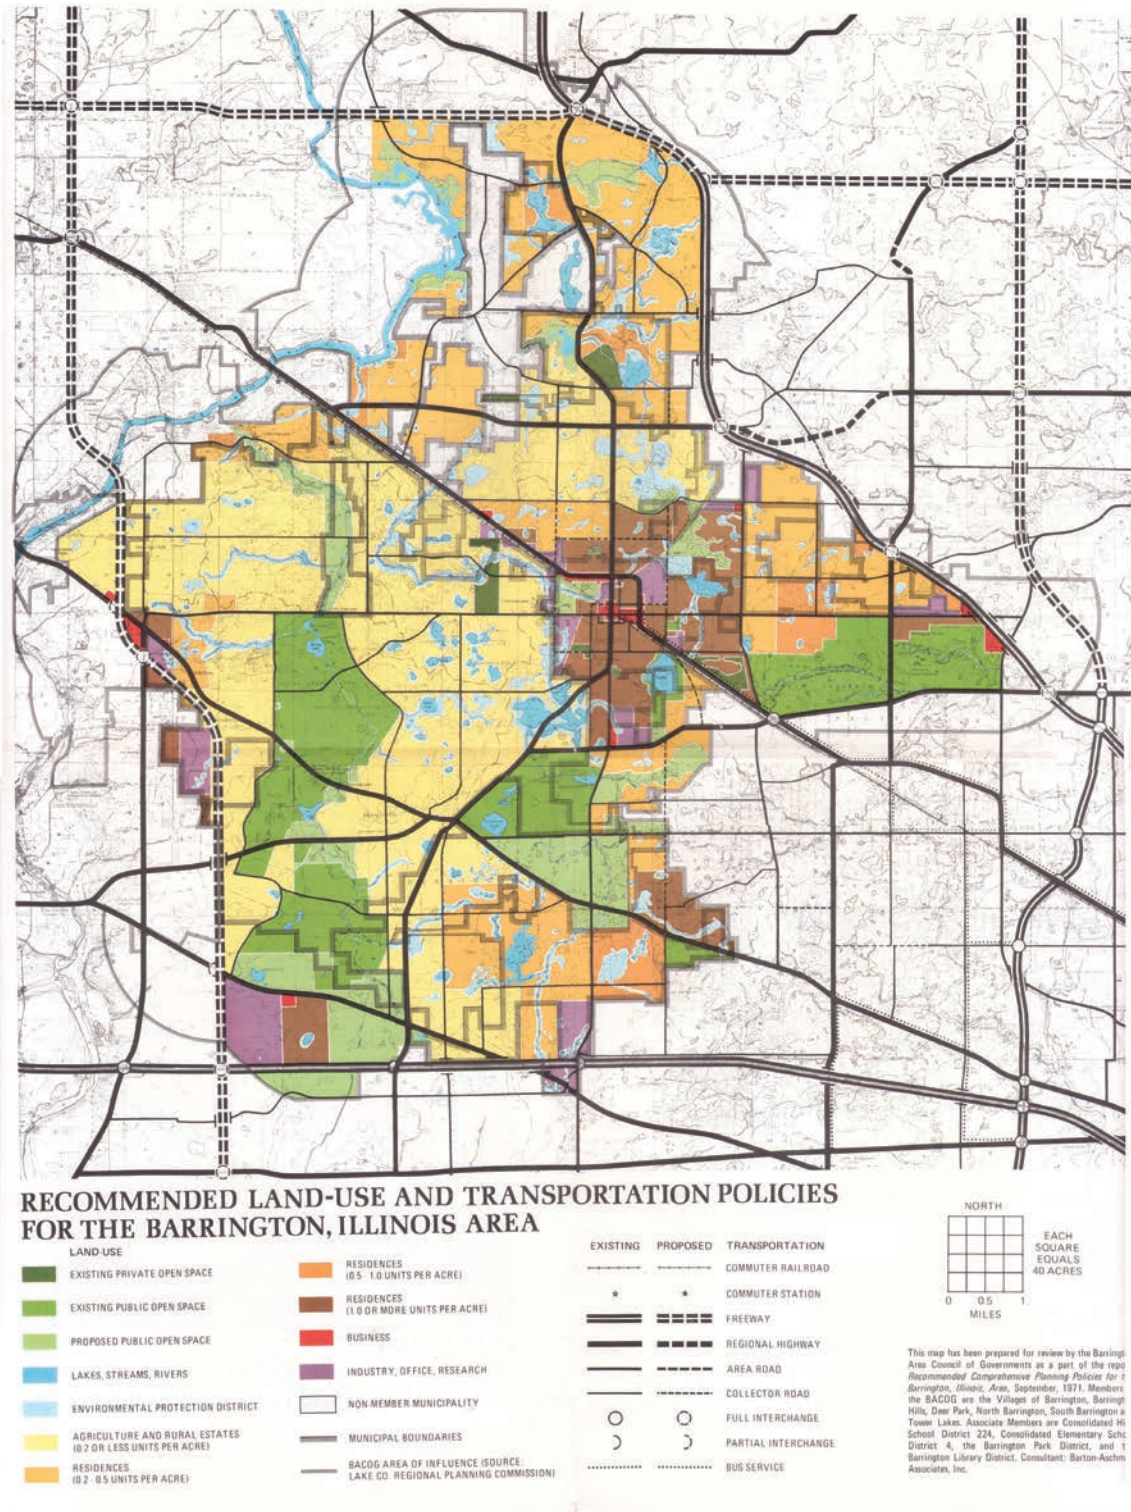 RECOMMENDED LAND-USE AND TRANSPORTATION POLICIES
FOR THE BARRINGTON, ILLINOIS AREA
LAND-USE
EXISTING PRIVATE OPEN SPACE
EXISTING PUBLIC OPEN SPACE
PROPOSED PUBLIC OPEN SPACE
LAKES, STREAMS, RIVERS
ENVIRONMENTAL PROTECTION DISTRICT
AGRICULTURE AND RURAL ESTATES
(0.2 OR LESS UNITS PER ACRE)
RESIDENCES
(0.2 - 0.5 UNITS PER ACRE)
RESIDENCES
(0.5 - 1.0 UNITS PER ACRE)
RESIDENCES
(1.0 OR MORE UNITS PER ACRE)
BUSINESS
INDUSTRY, OFFICE, RESEARCH
NON-MEMBER MUNICIPALITY
MUNICIPAL BOUNDARIES
BACOG AREA OF INFLUENCE (SOURCE:
LAKE CO. REGIONAL PLANNING COMMISSION)
EXISTING PROPOSED TRANSPORTATION
COMMUTER RAILROAD
COMMUTER STATION
FREEWAY
REGIONAL HIGHWAY
AREA ROAD
COLLECTOR ROAD
FULL INTERCHANGE
PARTIAL INTERCHANGE
BUS SERVICE
NORTH
EACH
SQUARE
EQUALS
40 ACRES
0 0.5 1
MILES
This map has been prepared for review by the Barringt
Area Council of Governments as a part of the repo
Recommended Comprehensive Planning Policies for t
Barrington, Illinois, Area, September, 1971. Members
the BACOG are the Villages of Barrington, Barringt
Hills, Deer Park, North Barrington, South Barrington a
Tower Lakes. Associate Members are Consolidated Hi
School District 224, Consolidated Elementary Scho
District 4, the Barrington Park District, and t
Barrington Library District. Consultant: Barton-Aschm
Associates, Inc.